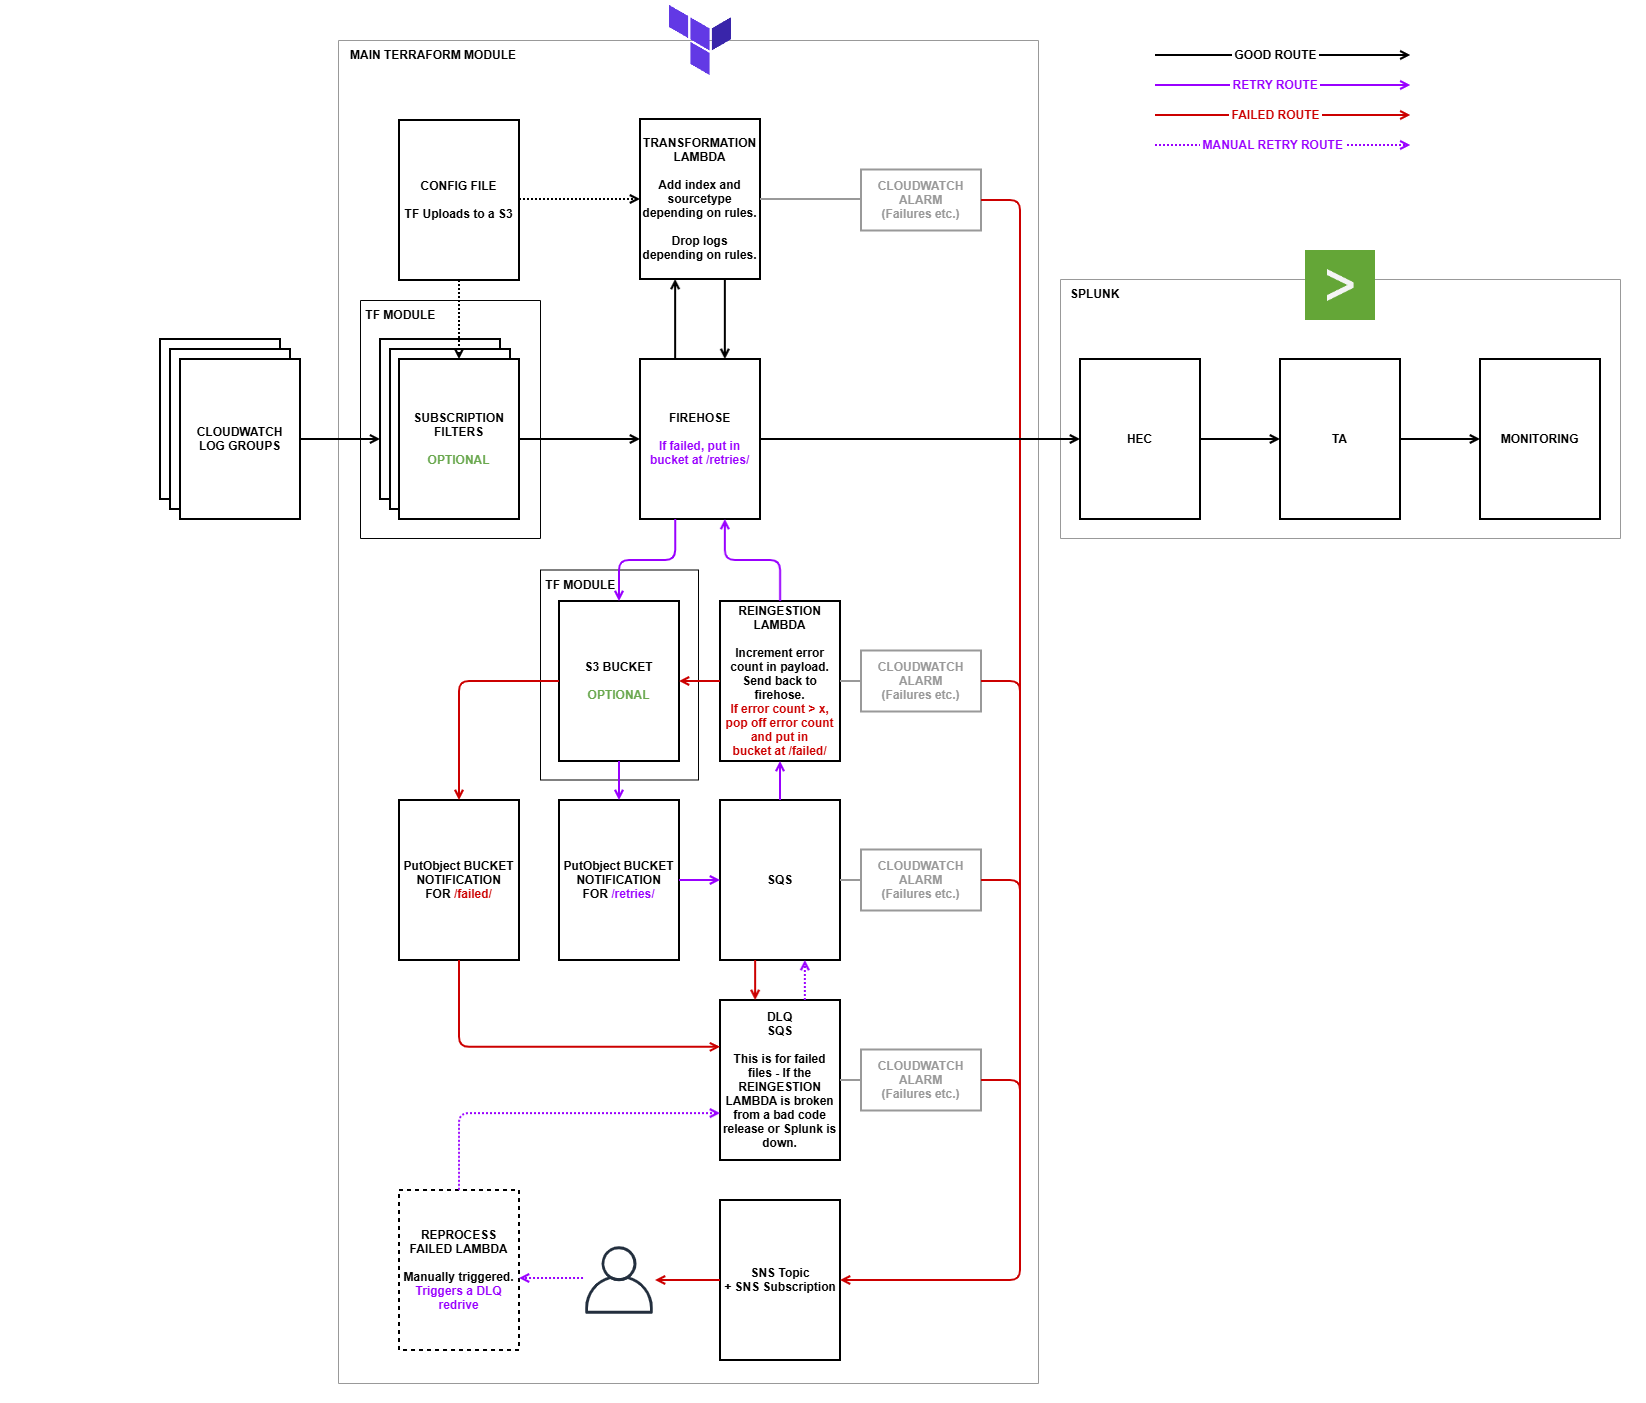 MAIN TERRAFORM MODULE
GOOD ROUTE
RETRY ROUTE
FAILED ROUTE
MANUAL RETRY ROUTE
CONFIG FILE
TF Uploads to a S3
TRANSFORMATION
LAMBDA
Add index and
sourcetype
depending on rules.
Drop logs
depending on rules.
CLOUDWATCH
ALARM
(Failures etc.)
SPLUNK
>
TF MODULE
CLOUDWATCH
LOG GROUPS
SUBSCRIPTION
FILTERS
OPTIONAL
FIREHOSE
If failed, put in
bucket at /retries/
HEC
TA
MONITORING
TF MODULE
S3 BUCKET
OPTIONAL
REINGESTION
LAMBDA
Increment error
count in payload.
Send back to
firehose.
If error count > x,
pop off error count
and put in
bucket at /failed/
CLOUDWATCH
ALARM
(Failures etc.)
PutObject BUCKET
NOTIFICATION
FOR /failed/
PutObject BUCKET
NOTIFICATION
FOR /retries/
SQS
CLOUDWATCH
ALARM
(Failures etc.)
DLQ
SQS
This is for failed
files - If the
REINGESTION
LAMBDA is broken
from a bad code
release or Splunk is
down.
CLOUDWATCH
ALARM
(Failures etc.)
REPROCESS
FAILED LAMBDA
Manually triggered.
Triggers a DLQ
redrive
SNS Topic
+ SNS Subscription